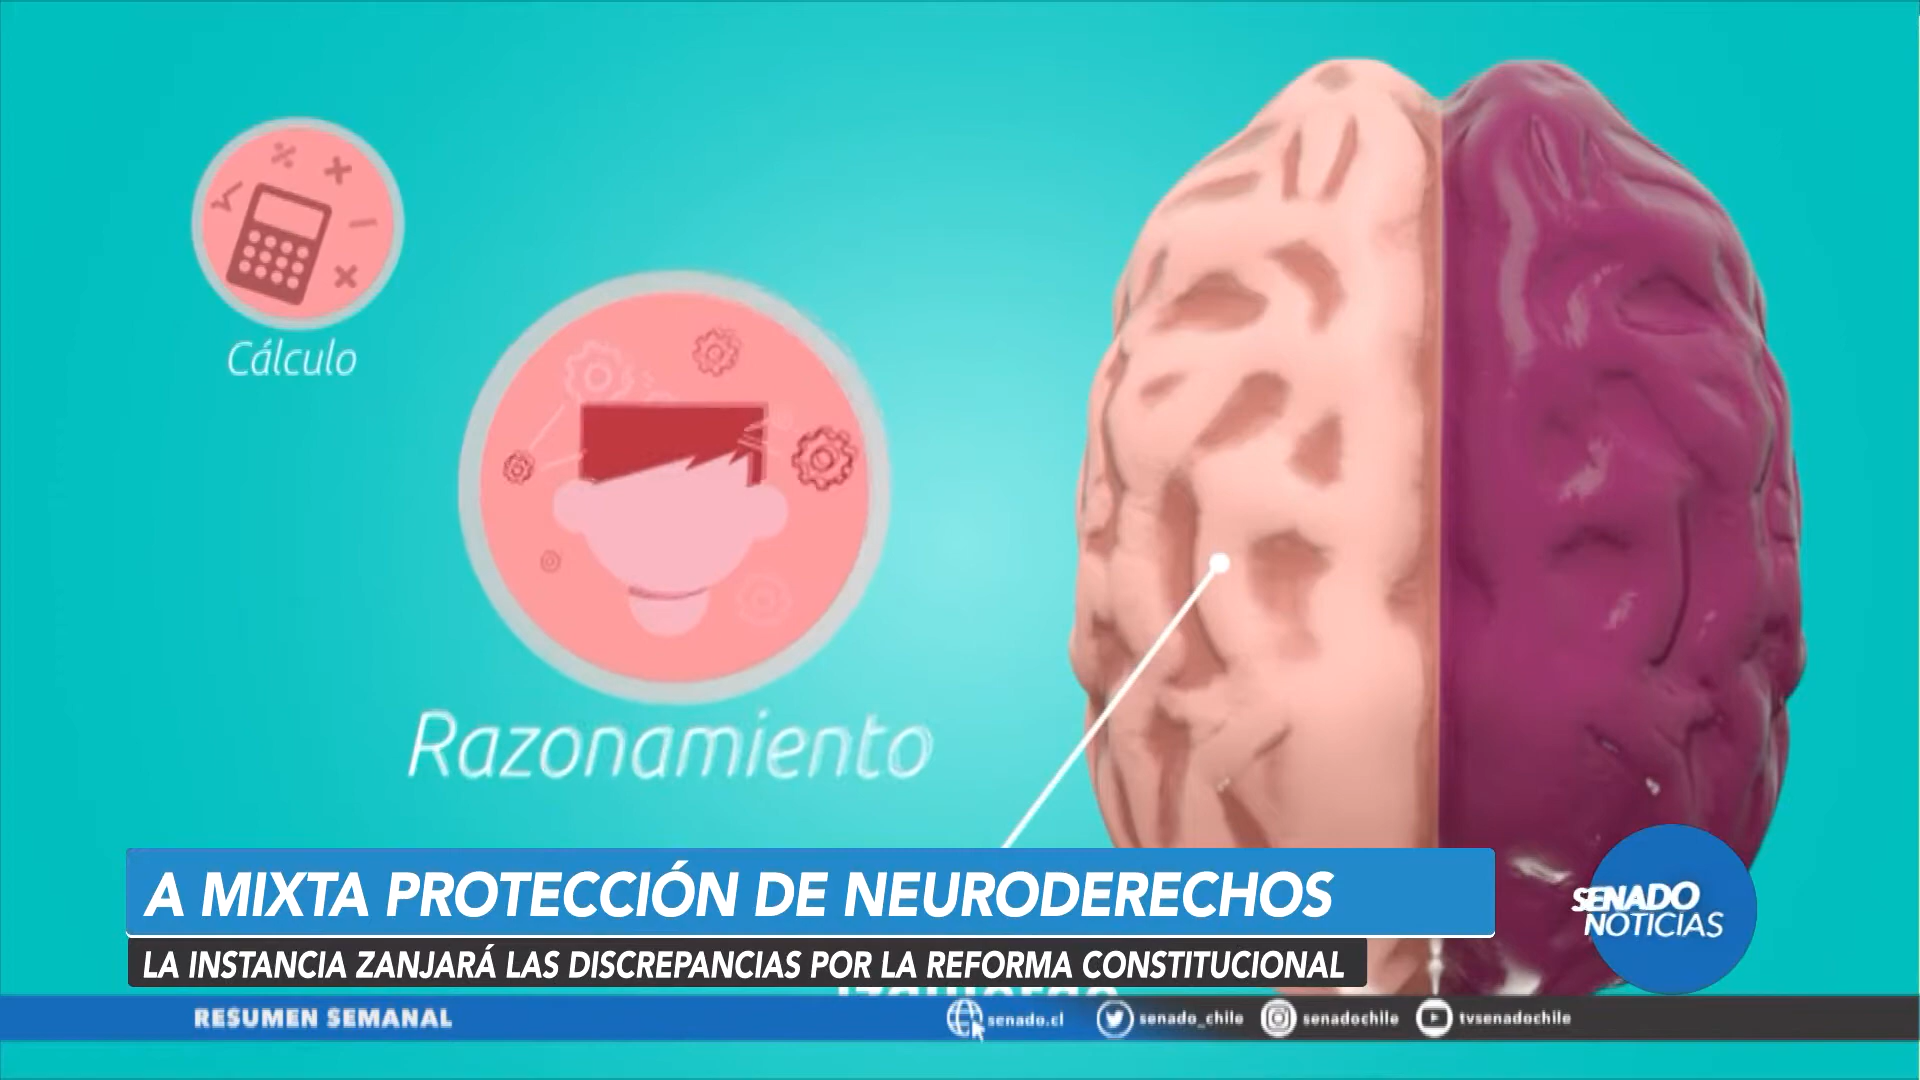 Cálculo
Razonamiento
A MIXTA PROTECCIÓN DE NEURODERECHOS
LA INSTANCIA ZANJARÁ LAS DISCREPANCIAS POR LA REFORMA CONSTITUCIONAL
SENADO
NOTICIAS
RESUMEN SEMANAL
senado.cl
senado_chile
senadochile
tvsenadochile